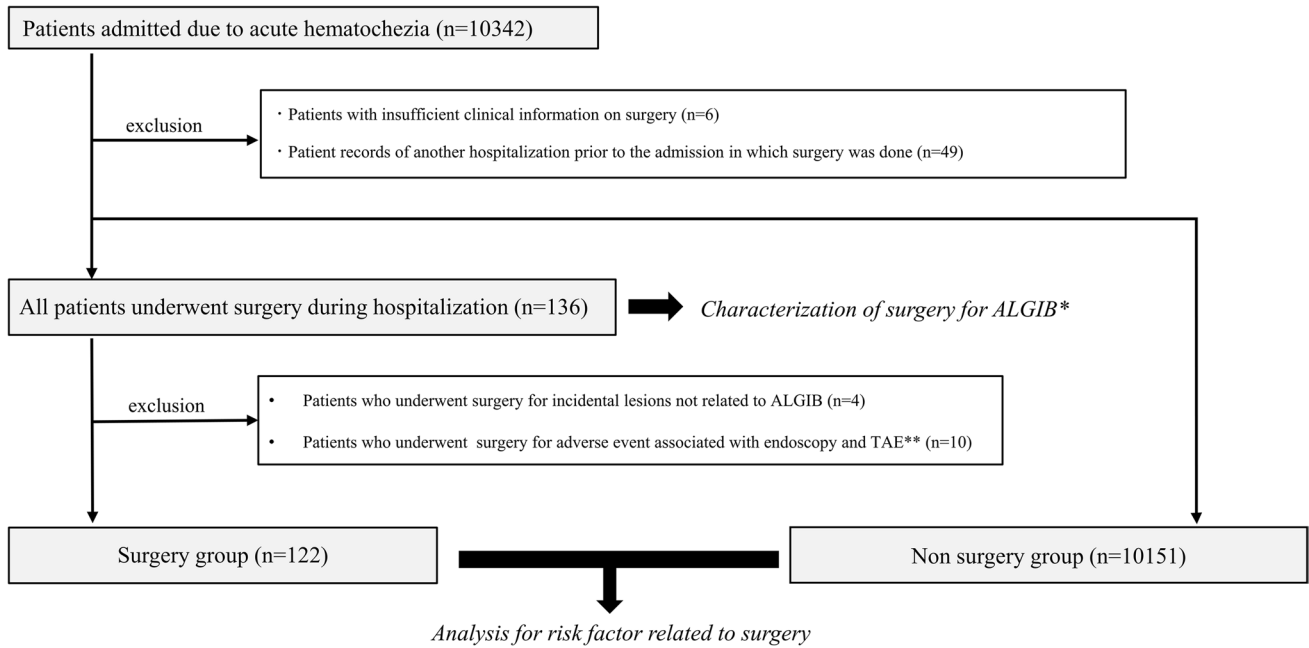 Patients admitted due to acute hematochezia (n=10342)
exclusion
・Patients with insufficient clinical information on surgery (n=6)
・Patient records of another hospitalization prior to the admission in which surgery was done (n=49)
All patients underwent surgery during hospitalization (n=136)
Characterization of surgery for ALGIB*
exclusion
• Patients who underwent surgery for incidental lesions not related to ALGIB (n=4)
• Patients who underwent surgery for adverse event associated with endoscopy and TAE** (n=10)
Surgery group (n=122)
Non surgery group (n=10151)
Analysis for risk factor related to surgery